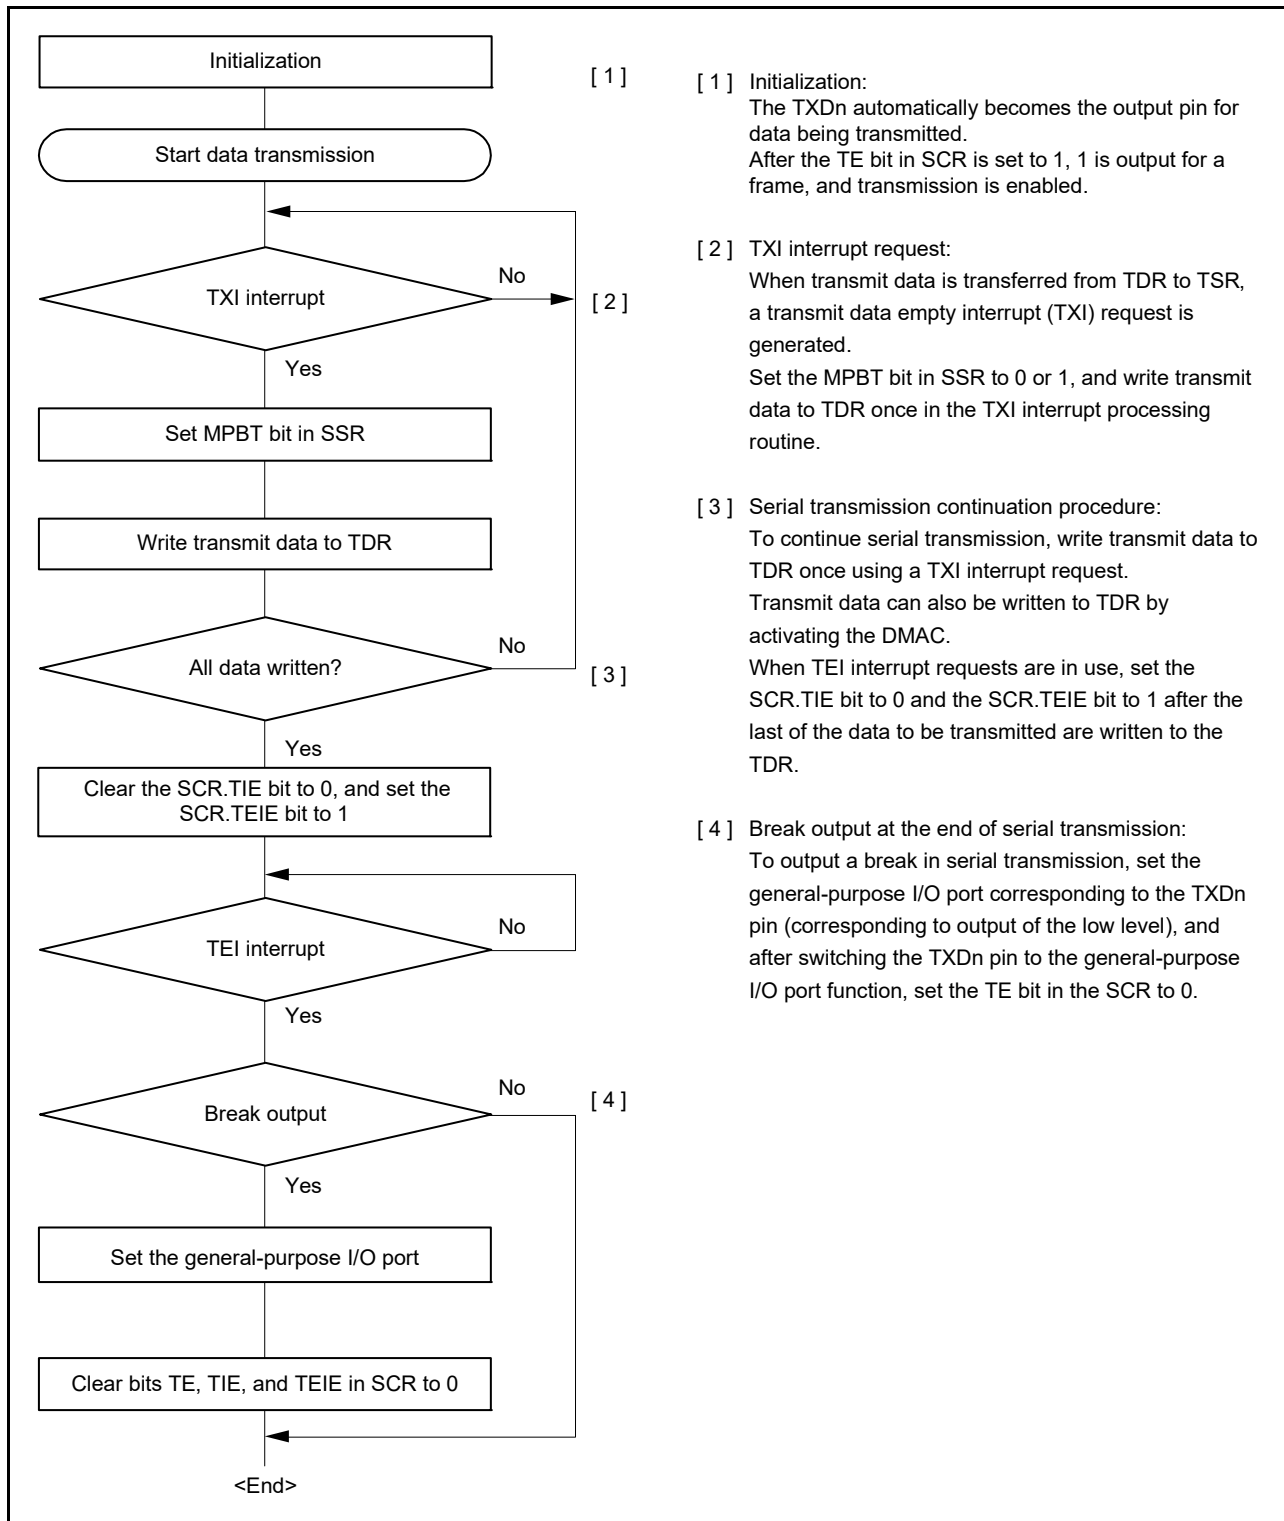 Initialization
[ 1 ]
Start data transmission
TXI interrupt
No
[ 2 ]
Yes
Set MPBT bit in SSR
Write transmit data to TDR
All data written?
No
[ 3 ]
Yes
Clear the SCR.TIE bit to 0, and set the
SCR.TEIE bit to 1
TEI interrupt
No
Yes
Break output
No
[ 4 ]
Yes
Set the general-purpose I/O port
Clear bits TE, TIE, and TEIE in SCR to 0
<End>
[ 1 ] Initialization:
The TXDn automatically becomes the output pin for
data being transmitted.
After the TE bit in SCR is set to 1, 1 is output for a
frame, and transmission is enabled.
[ 2 ] TXI interrupt request:
When transmit data is transferred from TDR to TSR,
a transmit data empty interrupt (TXI) request is
generated.
Set the MPBT bit in SSR to 0 or 1, and write transmit
data to TDR once in the TXI interrupt processing
routine.
[ 3 ] Serial transmission continuation procedure:
To continue serial transmission, write transmit data to
TDR once using a TXI interrupt request.
Transmit data can also be written to TDR by
activating the DMAC.
When TEI interrupt requests are in use, set the
SCR.TIE bit to 0 and the SCR.TEIE bit to 1 after the
last of the data to be transmitted are written to the
TDR.
[ 4 ] Break output at the end of serial transmission:
To output a break in serial transmission, set the
general-purpose I/O port corresponding to the TXDn
pin (corresponding to output of the low level), and
after switching the TXDn pin to the general-purpose
I/O port function, set the TE bit in the SCR to 0.